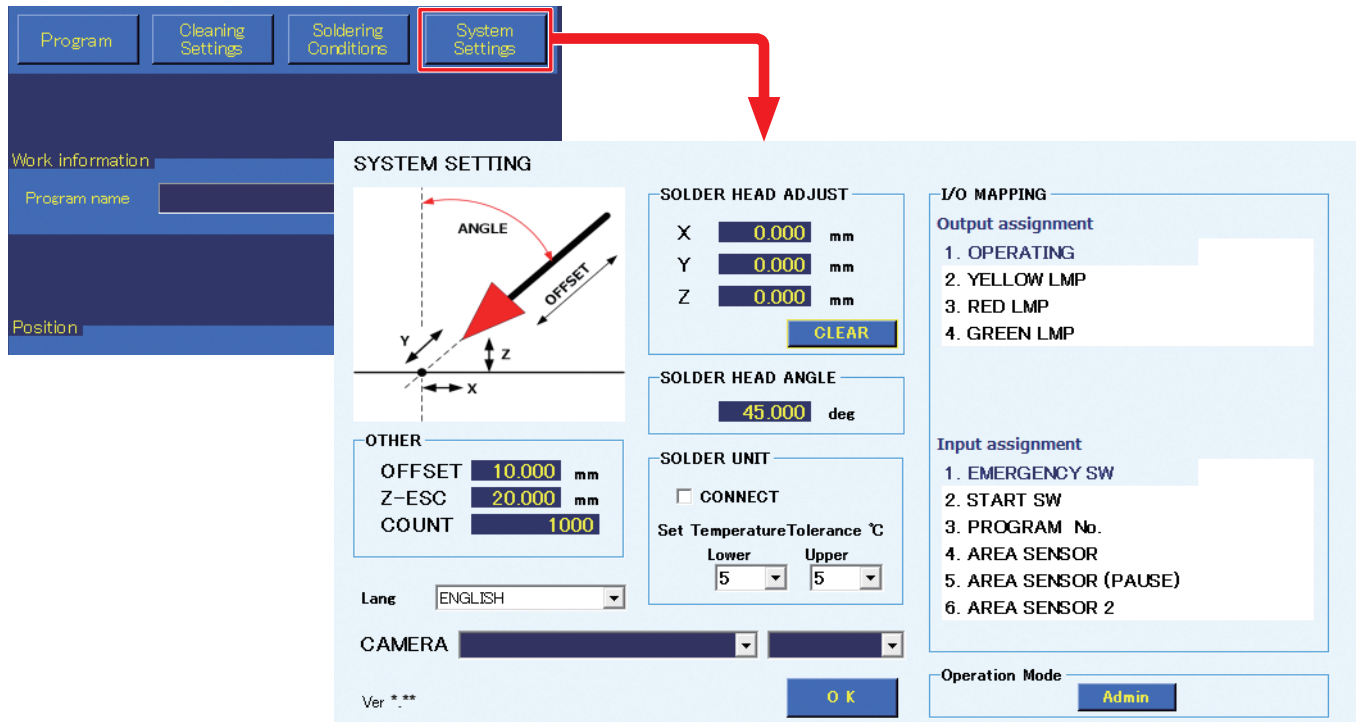 Program
Cleaning
Settings
Soldering
Conditions
System
Settings
Work information
Program name
Position
SYSTEM SETTING
ANGLE
OFFSET
Y
Z
X
OTHER
OFFSET 10.000 mm
Z-ESC 20.000 mm
COUNT 1000
Lang ENGLISH
CAMERA
Ver *.**
SOLDER HEAD ADJUST
X 0.000 mm
Y 0.000 mm
Z 0.000 mm
CLEAR
SOLDER HEAD ANGLE
45.000 deg
SOLDER UNIT
CONNECT
Set TemperatureTolerance ℃
Lower Upper
5 5
O K
I/O MAPPING
Output assignment
1. OPERATING
2. YELLOW LMP
3. RED LMP
4. GREEN LMP
Input assignment
1. EMERGENCY SW
2. START SW
3. PROGRAM No.
4. AREA SENSOR
5. AREA SENSOR (PAUSE)
6. AREA SENSOR 2
Operation Mode
Admin